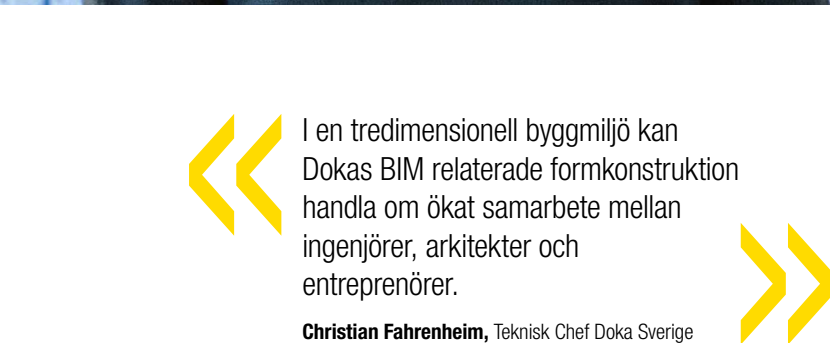 I en tredimensionell byggmiljö kan
Dokas BIM relaterade formkonstruktion
handla om ökat samarbete mellan
ingenjörer, arkitekter och
entreprenörer.
Christian Fahrenheim, Teknisk Chef Doka Sverige